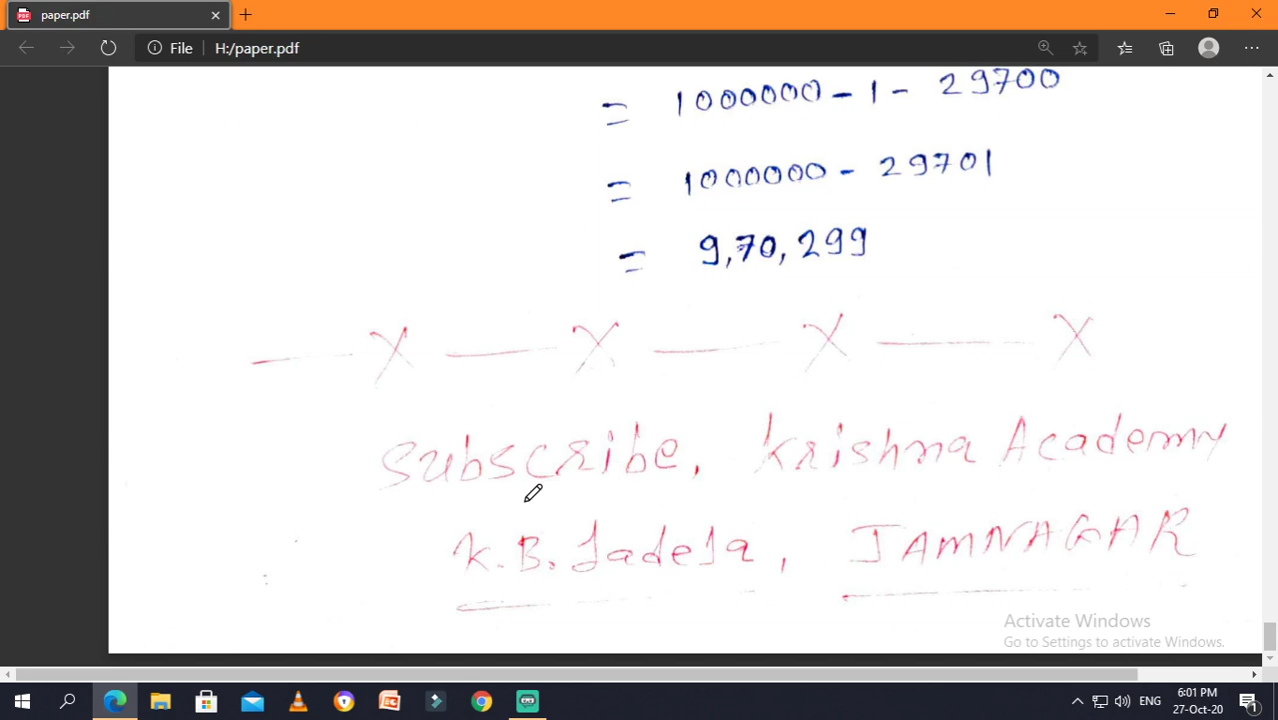 paper.pdf
File H:/paper.pdf
= 1000000 - 1 - 29700
= 1000000 - 29701
= 9,70,299
— X — X — X — X
Subscribe, Krishna Academy
K.B. Jadeja, JAMNAGAR
Activate Windows
Go to Settings to activate Windows.
ENG
6:01 PM
27-Oct-20
1